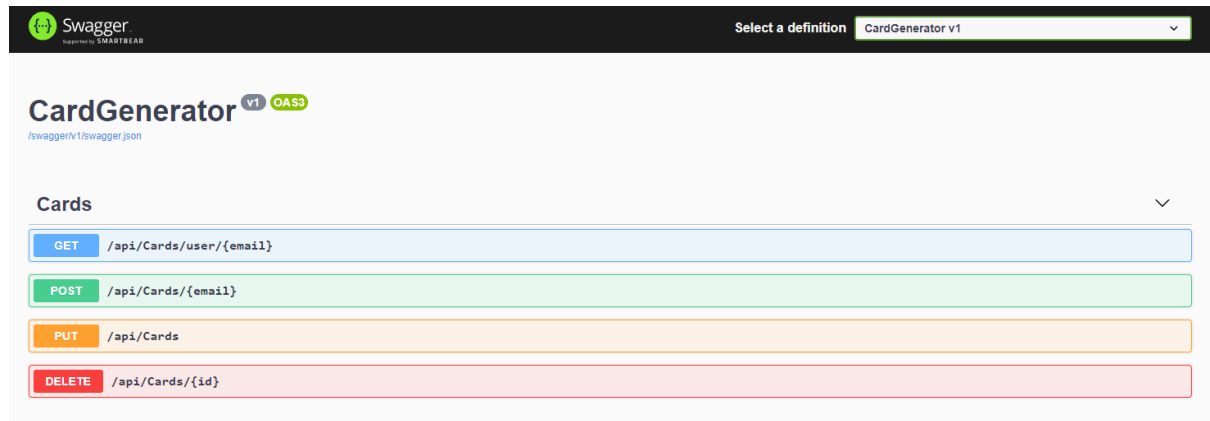 {···} Swagger.
Supported by SMARTBEAR
Select a definition
CardGenerator v1
CardGenerator v1 OAS3
/swagger/v1/swagger.json
Cards
GET /api/Cards/user/{email}
POST /api/Cards/{email}
PUT /api/Cards
DELETE /api/Cards/{id}